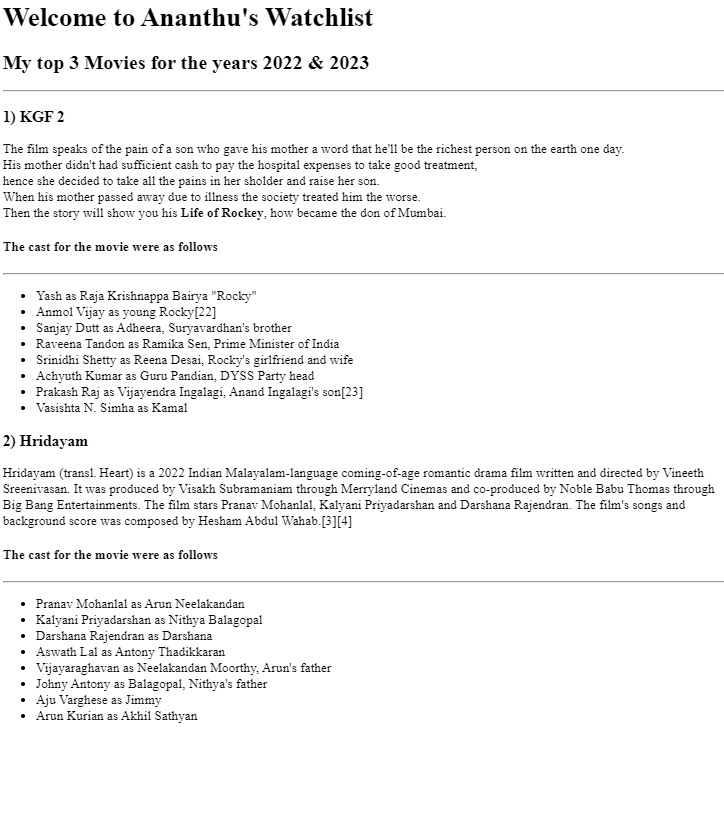 Welcome to Ananthu's Watchlist
My top 3 Movies for the years 2022 & 2023
1) KGF 2
The film speaks of the pain of a son who gave his mother a word that he'll be the richest person on the earth one day.
His mother didn't had sufficient cash to pay the hospital expenses to take good treatment,
hence she decided to take all the pains in her sholder and raise her son.
When his mother passed away due to illness the society treated him the worse.
Then the story will show you his Life of Rockey, how became the don of Mumbai.
The cast for the movie were as follows
• Yash as Raja Krishnappa Bairya "Rocky"
• Anmol Vijay as young Rocky[22]
• Sanjay Dutt as Adheera, Suryavardhan's brother
• Raveena Tandon as Ramika Sen, Prime Minister of India
• Srinidhi Shetty as Reena Desai, Rocky's girlfriend and wife
• Achyuth Kumar as Guru Pandian, DYSS Party head
• Prakash Raj as Vijayendra Ingalagi, Anand Ingalagi's son[23]
• Vasishta N. Simha as Kamal
2) Hridayam
Hridayam (transl. Heart) is a 2022 Indian Malayalam-language coming-of-age romantic drama film written and directed by Vineeth
Sreenivasan. It was produced by Visakh Subramaniam through Merryland Cinemas and co-produced by Noble Babu Thomas through
Big Bang Entertainments. The film stars Pranav Mohanlal, Kalyani Priyadarshan and Darshana Rajendran. The film's songs and
background score was composed by Hesham Abdul Wahab.[3][4]
The cast for the movie were as follows
• Pranav Mohanlal as Arun Neelakandan
• Kalyani Priyadarshan as Nithya Balagopal
• Darshana Rajendran as Darshana
• Aswath Lal as Antony Thadikkaran
• Vijayaraghavan as Neelakandan Moorthy, Arun's father
• Johny Antony as Balagopal, Nithya's father
• Aju Varghese as Jimmy
• Arun Kurian as Akhil Sathyan